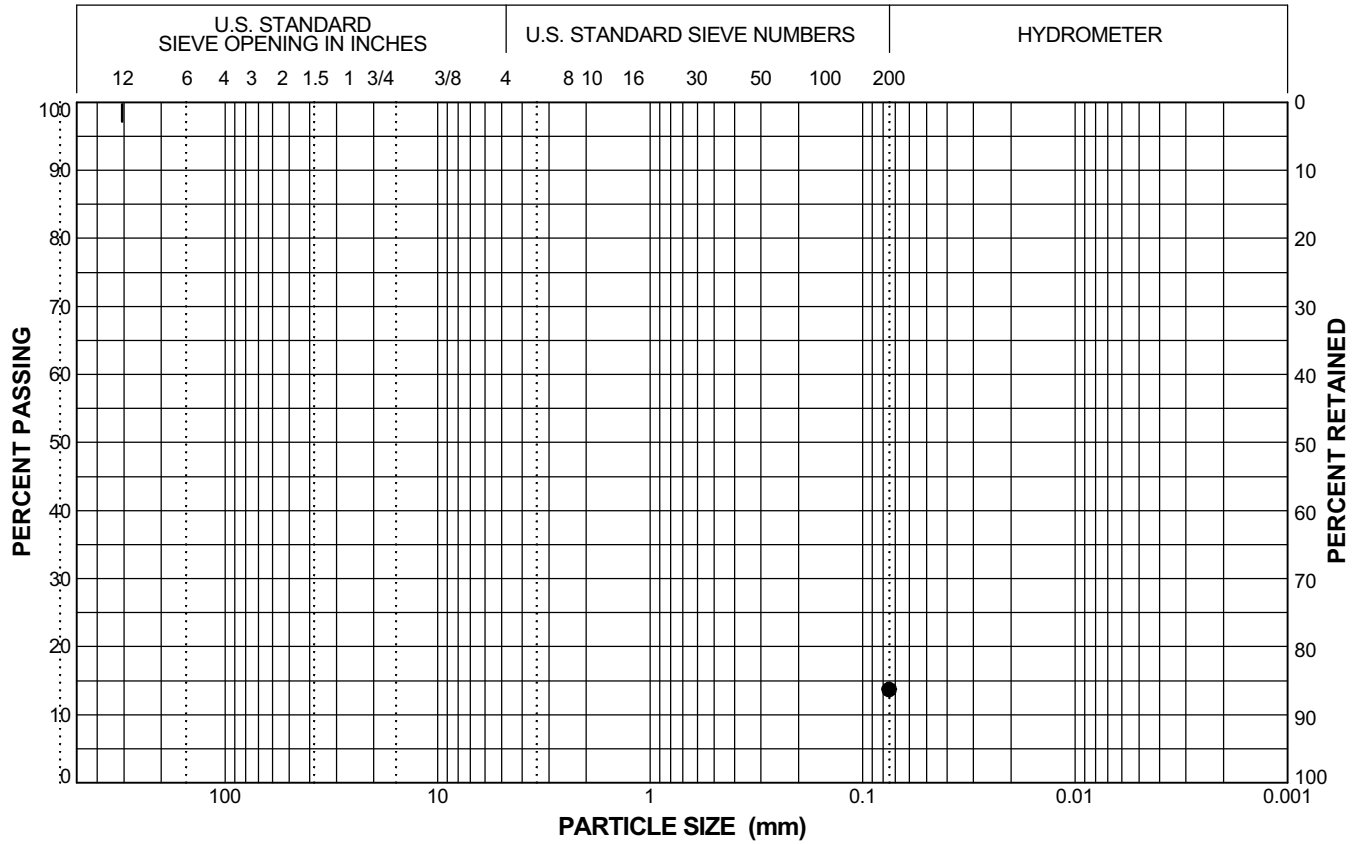 U.S. STANDARD
SIEVE OPENING IN INCHES
U.S. STANDARD SIEVE NUMBERS
HYDROMETER
12 6 4 3 2 1.5 1 3/4 3/8 4 8 10 16 30 50 100 200
100 0
90 10
80 20
70 30
60 40
50 50
40 60
30 70
20 80
10 90
0 100
PERCENT PASSING
PERCENT RETAINED
100 10 1 0.1 0.01 0.001
PARTICLE SIZE (mm)